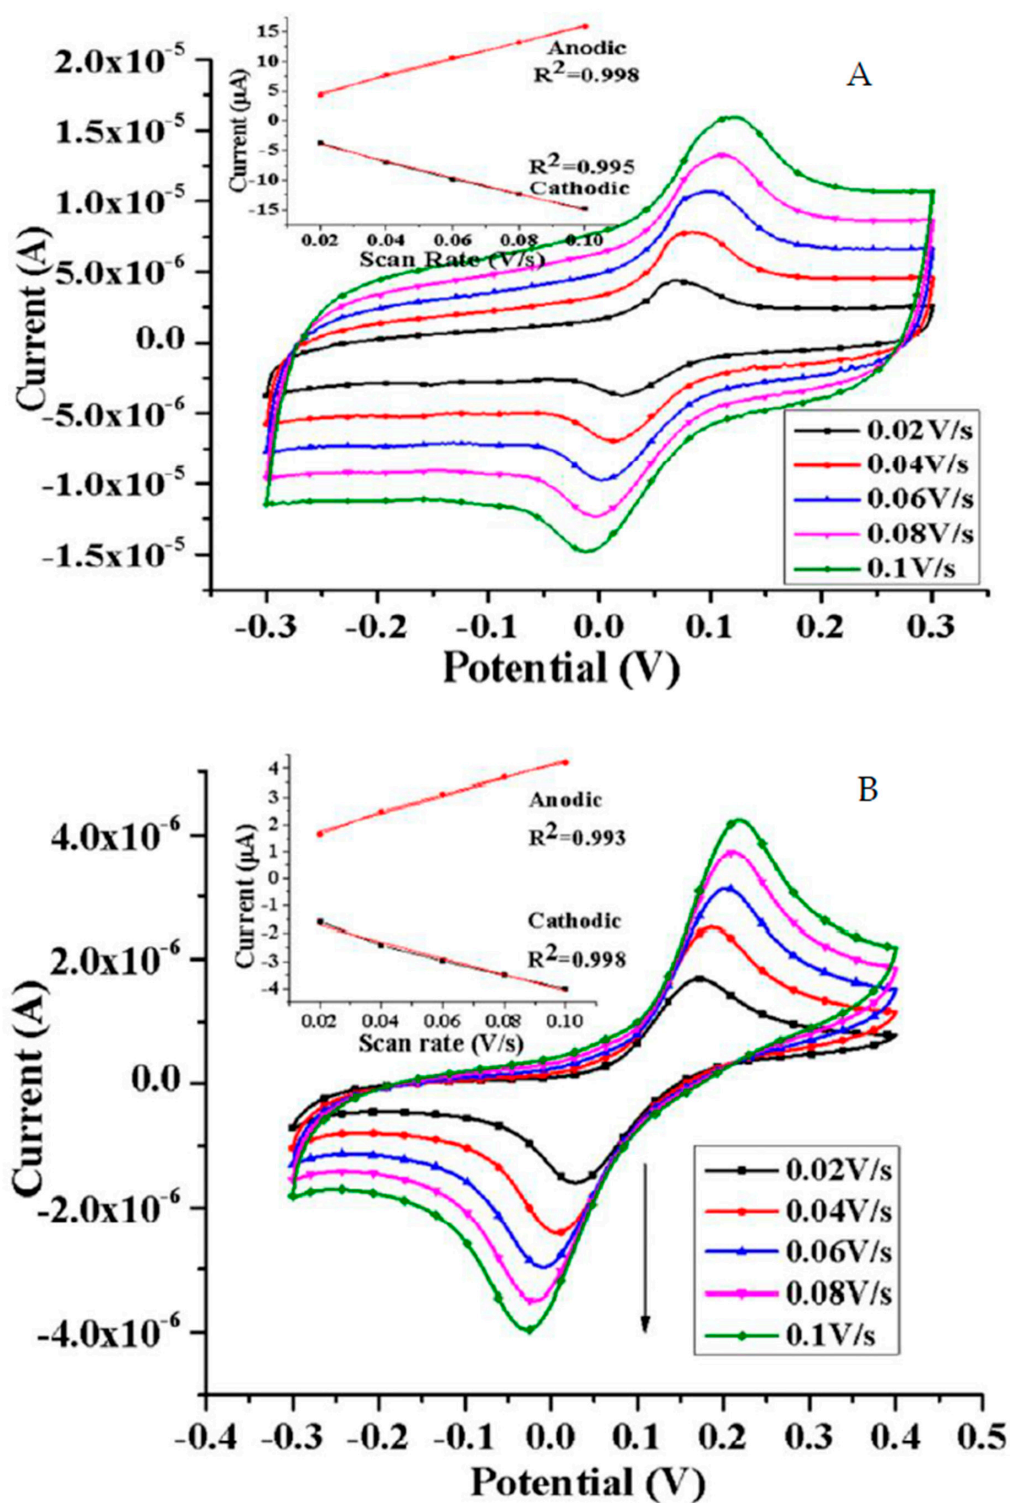 A
2.0x10⁻⁵
1.5x10⁻⁵
1.0x10⁻⁵
5.0x10⁻⁶
0.0
-5.0x10⁻⁶
-1.0x10⁻⁵
-1.5x10⁻⁵
Current (A)
-0.3 -0.2 -0.1 0.0 0.1 0.2 0.3
Potential (V)
15
10
5
0
-5
-10
-15
Current (μA)
Anodic
R²=0.998
R²=0.995
Cathodic
0.02 0.04 0.06 0.08 0.10
Scan Rate (V/s)
0.02V/s
0.04V/s
0.06V/s
0.08V/s
0.1V/s
B
4.0x10⁻⁶
2.0x10⁻⁶
0.0
-2.0x10⁻⁶
-4.0x10⁻⁶
Current (A)
-0.4 -0.3 -0.2 -0.1 0.0 0.1 0.2 0.3 0.4 0.5
Potential (V)
4
3
2
1
0
-1
-2
-3
-4
Current (μA)
Anodic
R²=0.993
Cathodic
R²=0.998
0.02 0.04 0.06 0.08 0.10
Scan rate (V/s)
0.02V/s
0.04V/s
0.06V/s
0.08V/s
0.1V/s